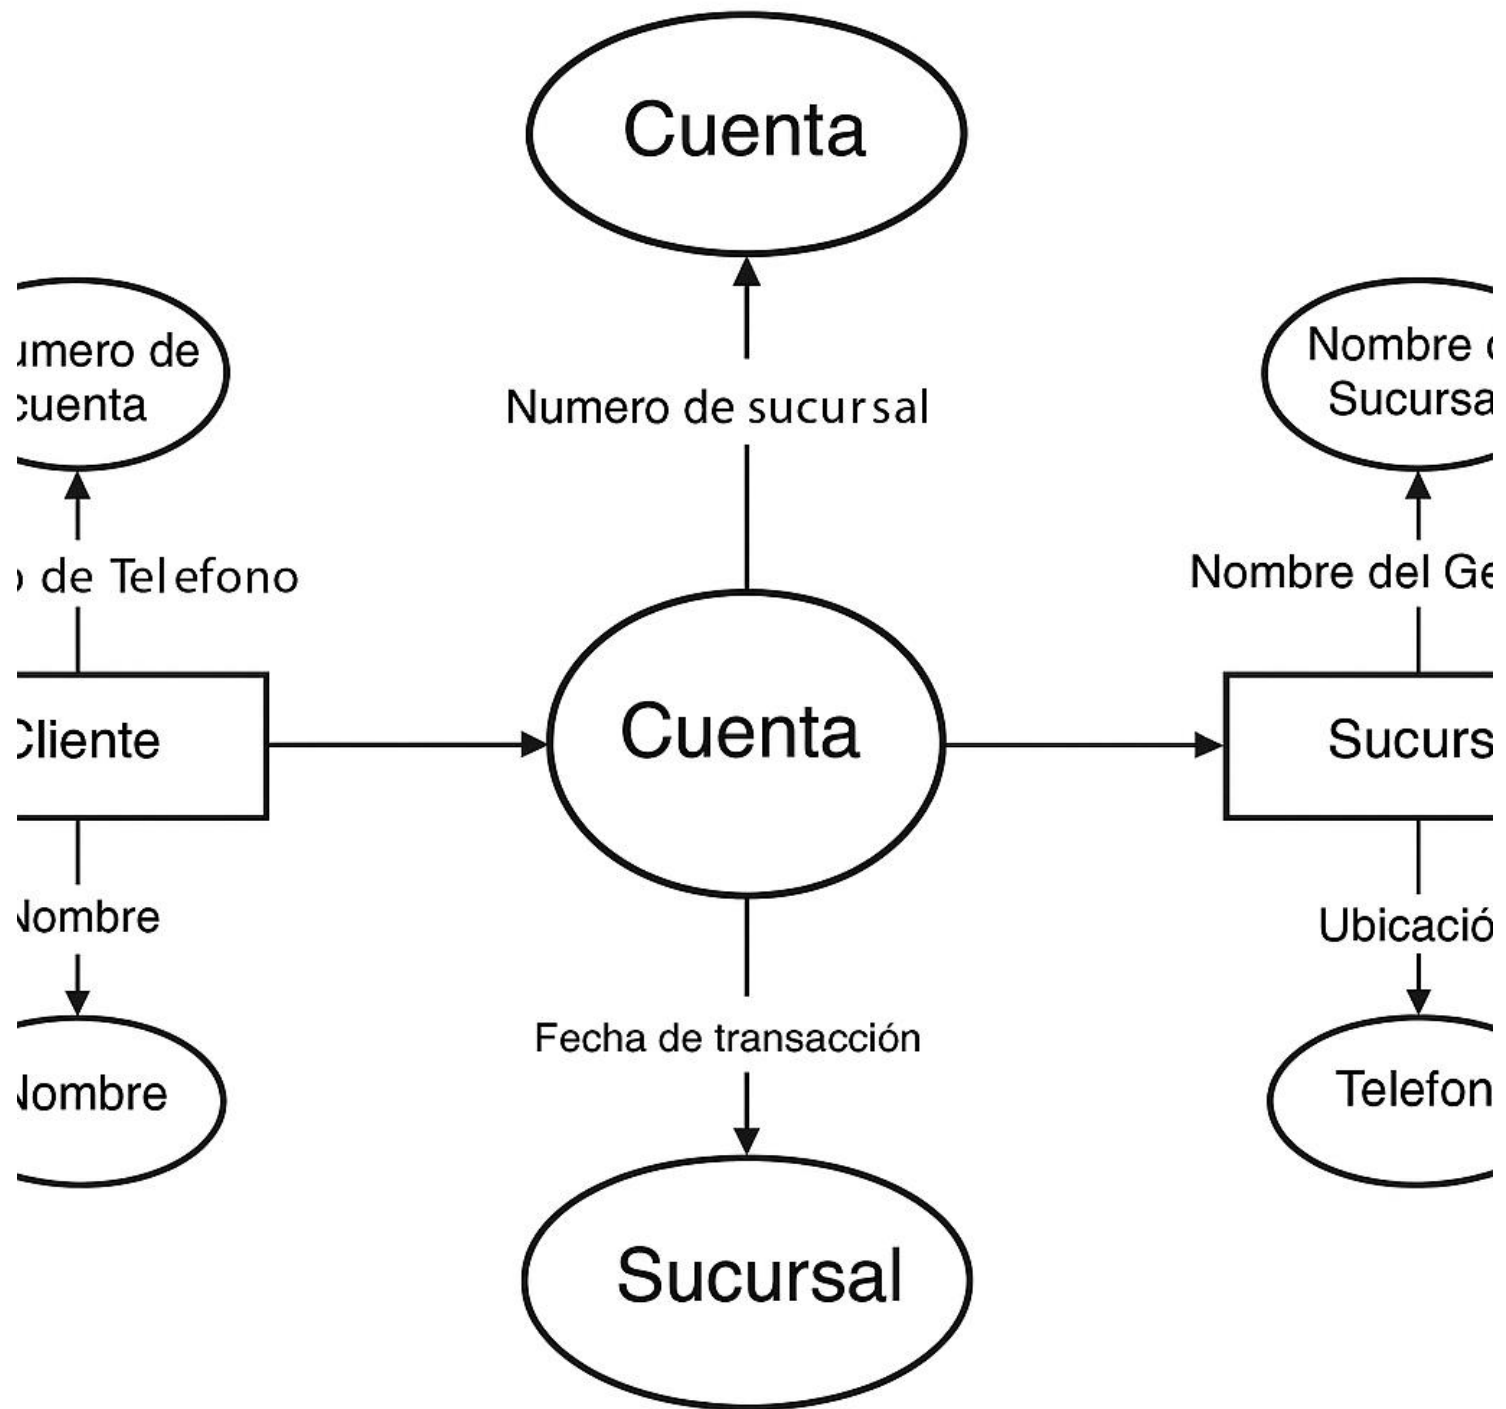 Cuenta
umero de
cuenta
Numero de sucursal
Nombre
Sucursa
de Telefono
Nombre del Ge
Cliente
Cuenta
Sucurs
Nombre
Ubicació
Fecha de transacción
Nombre
Telefon
Sucursal